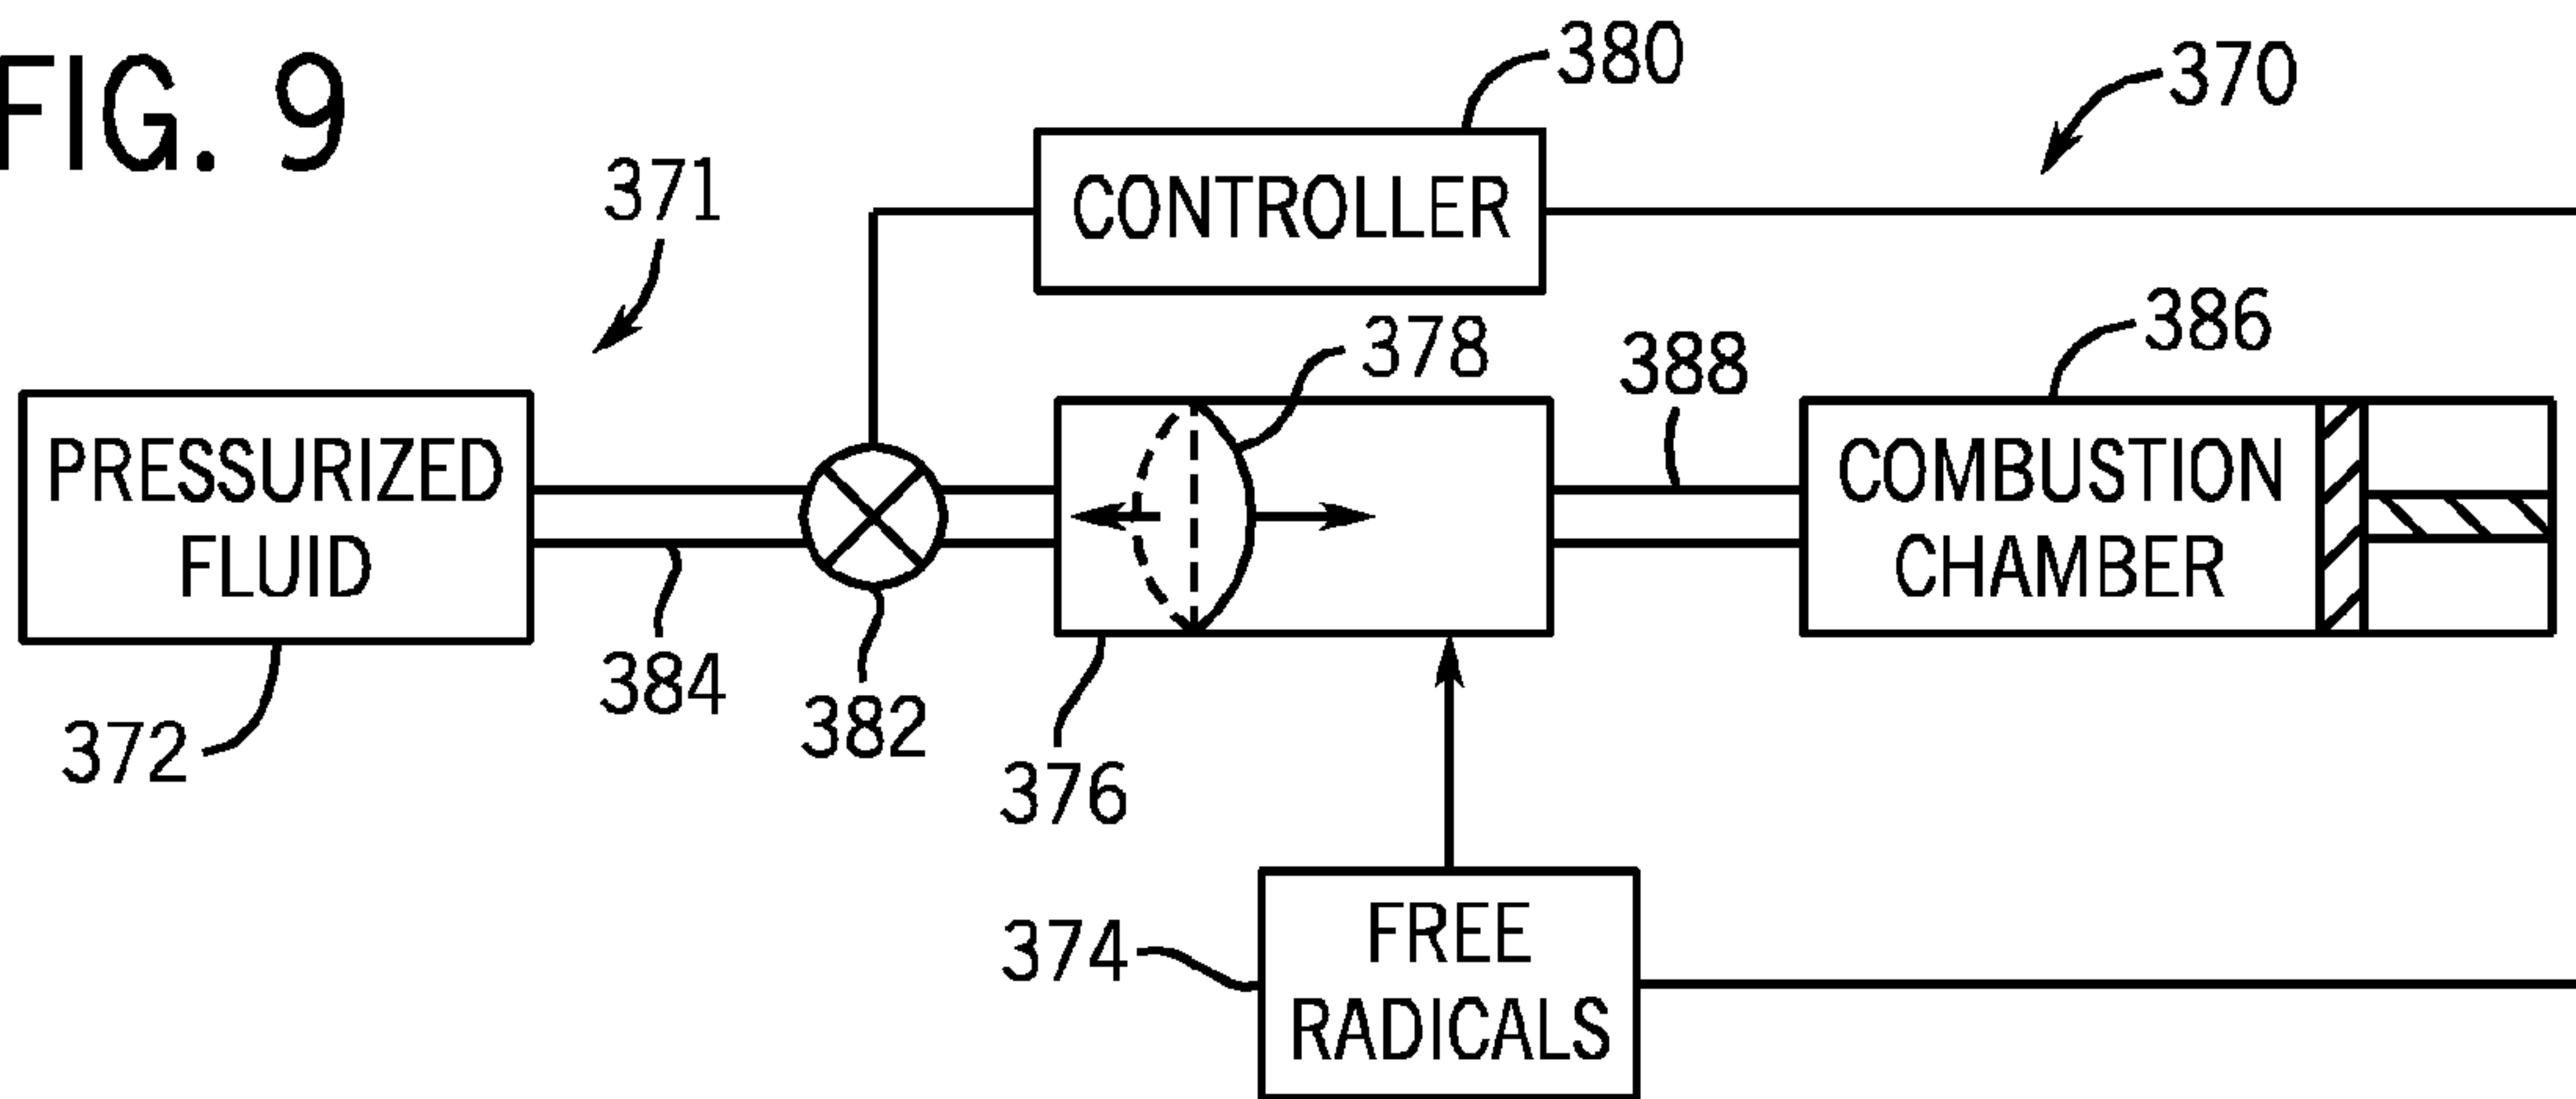 FIG. 9
380
370
371
CONTROLLER
378
388
386
PRESSURIZED
FLUID
COMBUSTION
CHAMBER
384
382
372
376
374
FREE
RADICALS